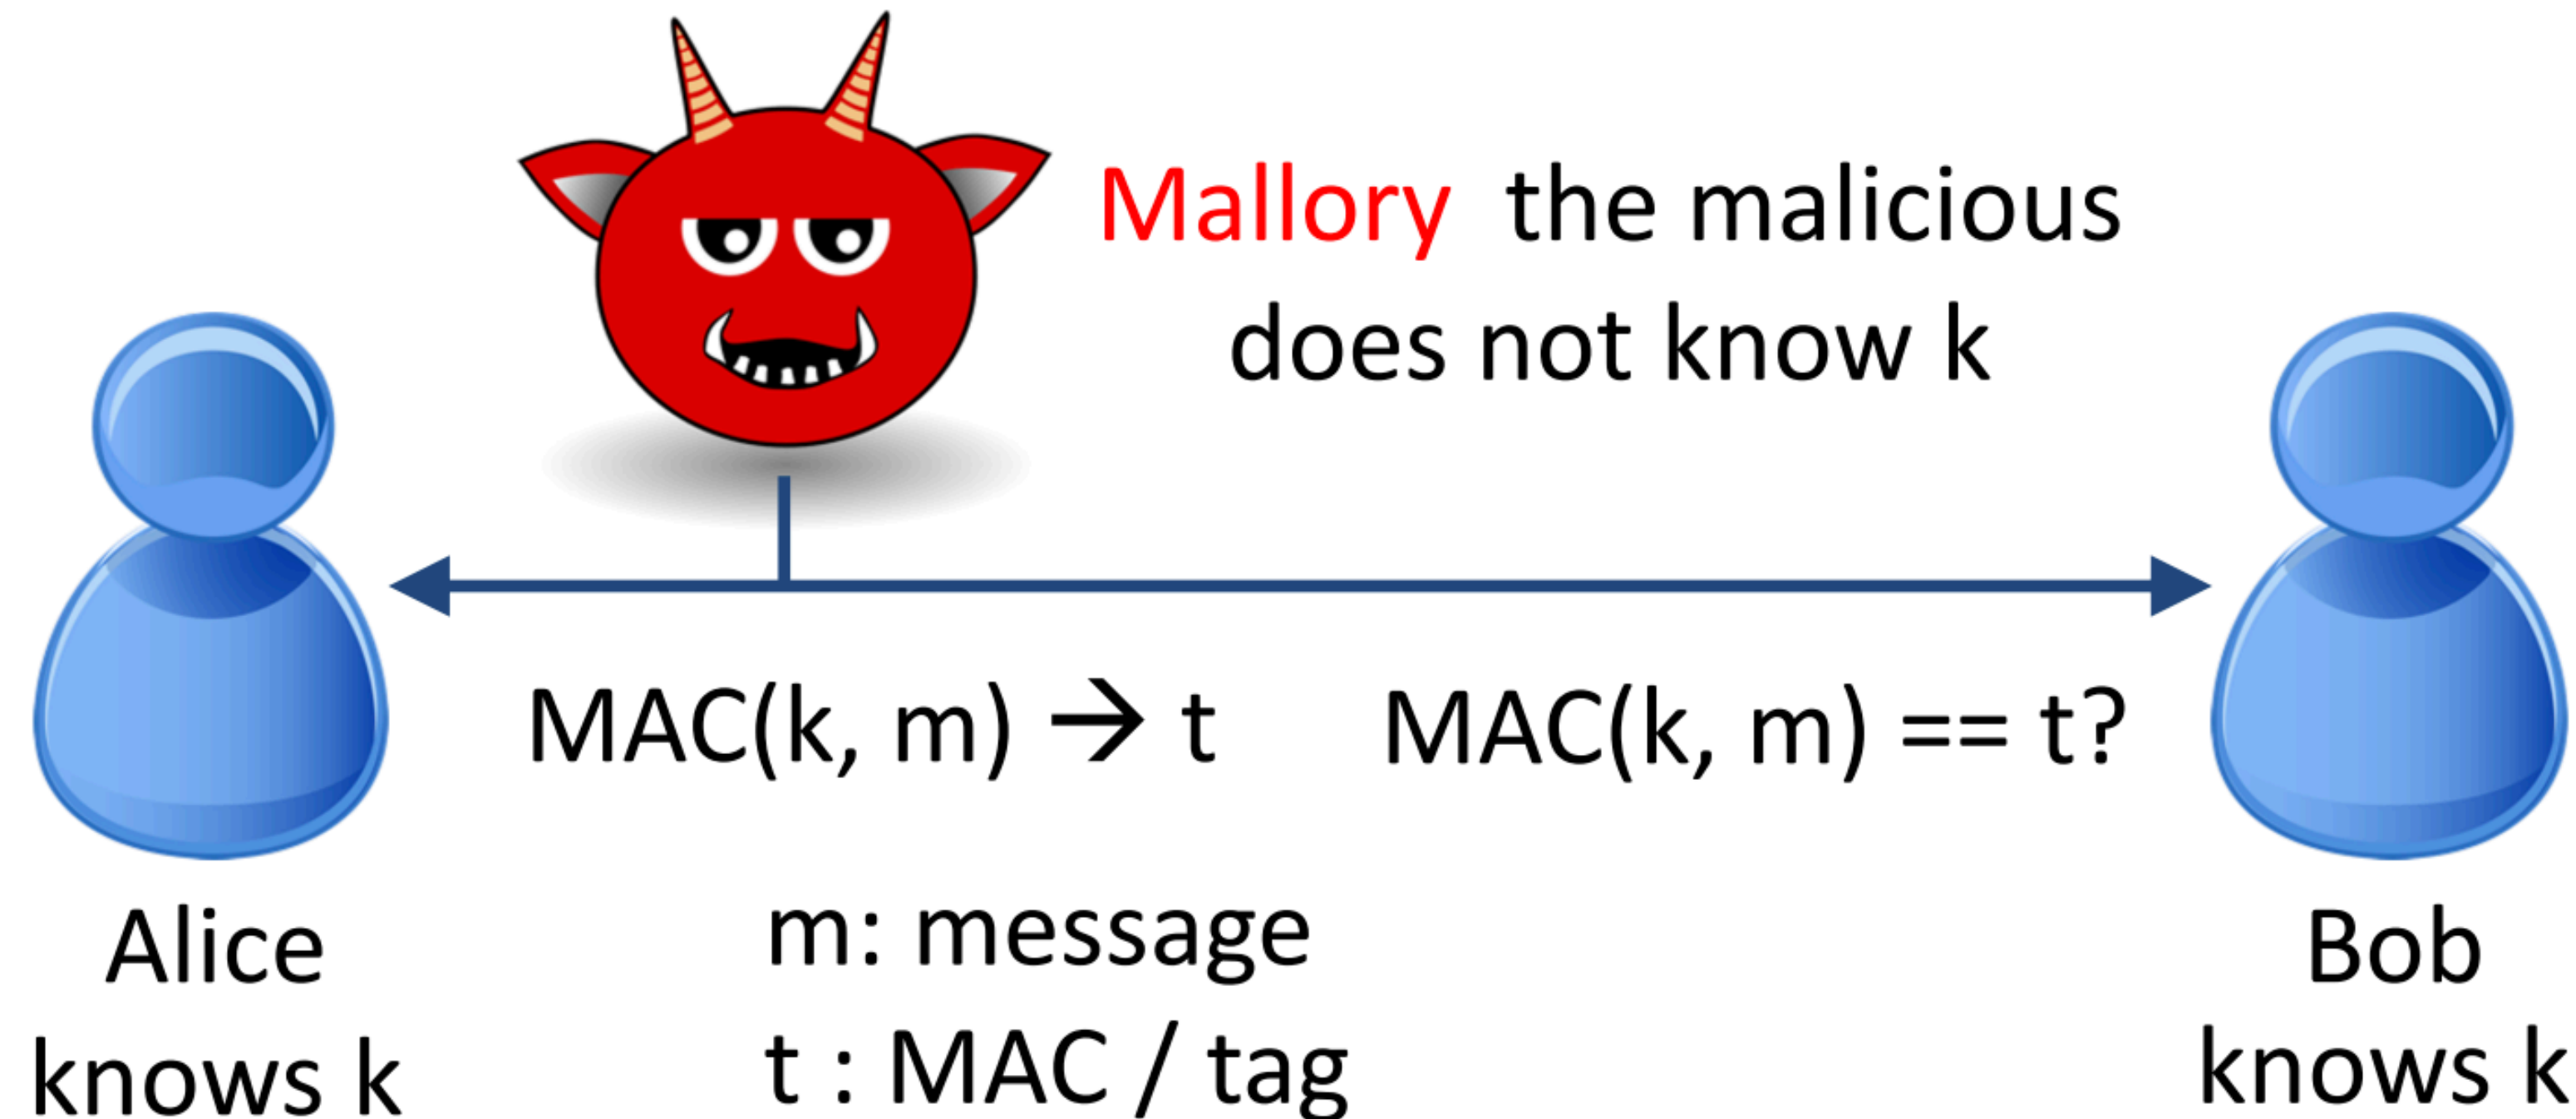 Mallory the malicious
does not know k
MAC(k, m) → t
MAC(k, m) == t?
Alice
knows k
m: message
t : MAC / tag
Bob
knows k